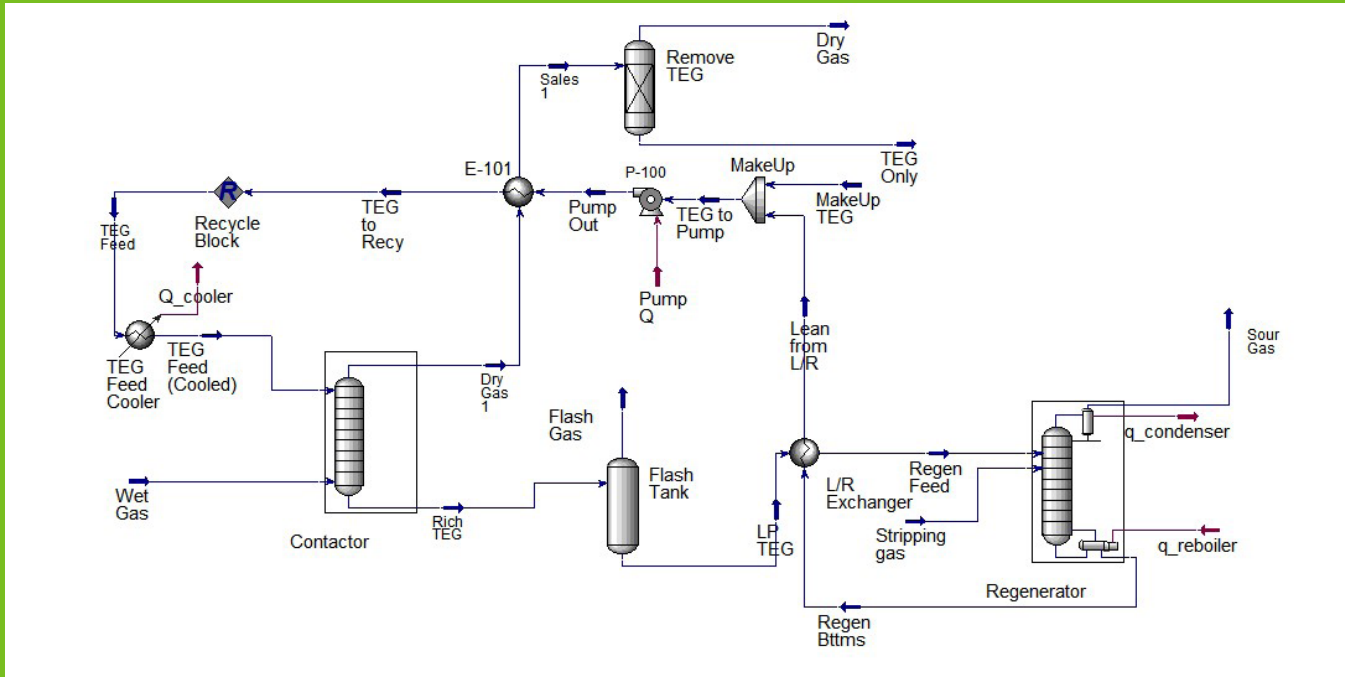 Dry
Gas
Remove
TEG
Sales
1
TEG
Only
E-101
P-100
MakeUp
MakeUp
TEG
R
Recycle
Block
TEG
to
Recy
Pump
Out
TEG to
Pump
TEG
Feed
Q_cooler
Pump
Q
TEG
Feed
Cooler
TEG
Feed
(Cooled)
Lean
from
L/R
Sour
Gas
Dry
Gas
1
Flash
Gas
q_condenser
Flash
Tank
Regen
Feed
L/R
Exchanger
Wet
Gas
Rich
TEG
Contactor
LP
TEG
Stripping
gas
q_reboiler
Regenerator
Regen
Bttms